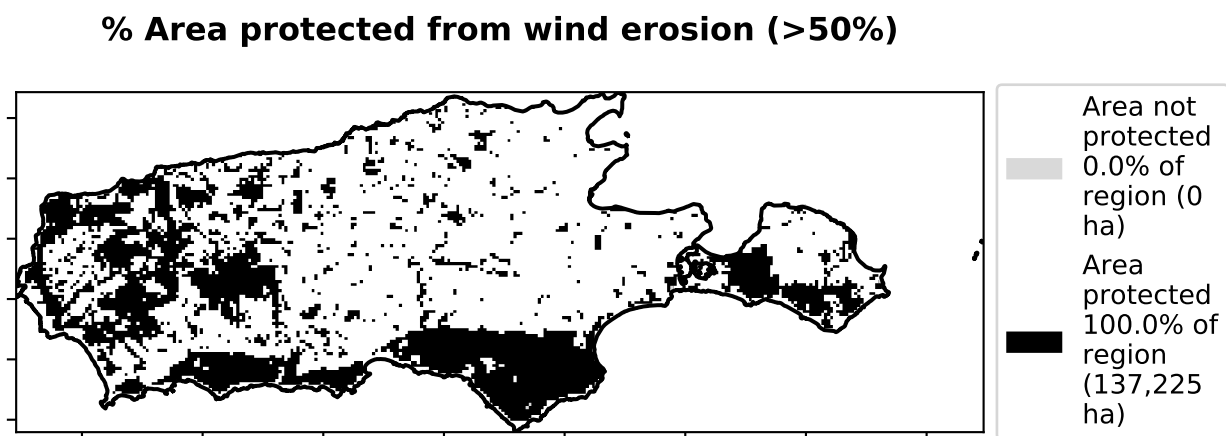 % Area protected from wind erosion (>50%)
Area not
protected
0.0% of
region (0
ha)
Area
protected
100.0% of
region
(137,225
ha)